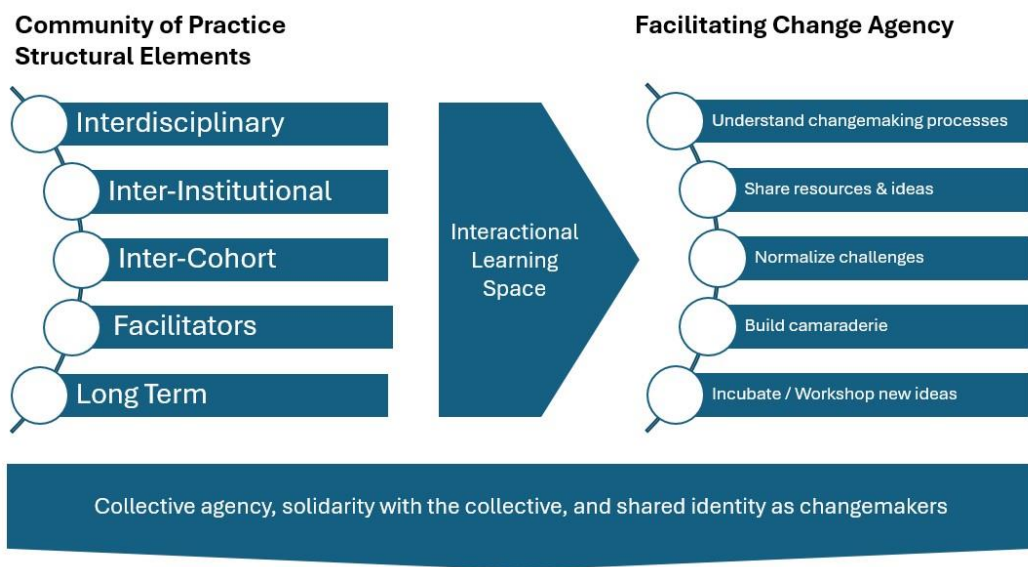 Community of Practice
Structural Elements
Interdisciplinary
Inter-Institutional
Inter-Cohort
Facilitators
Long Term
Interactional
Learning
Space
Facilitating Change Agency
Understand changemaking processes
Share resources & ideas
Normalize challenges
Build camaraderie
Incubate / Workshop new ideas
Collective agency, solidarity with the collective, and shared identity as changemakers